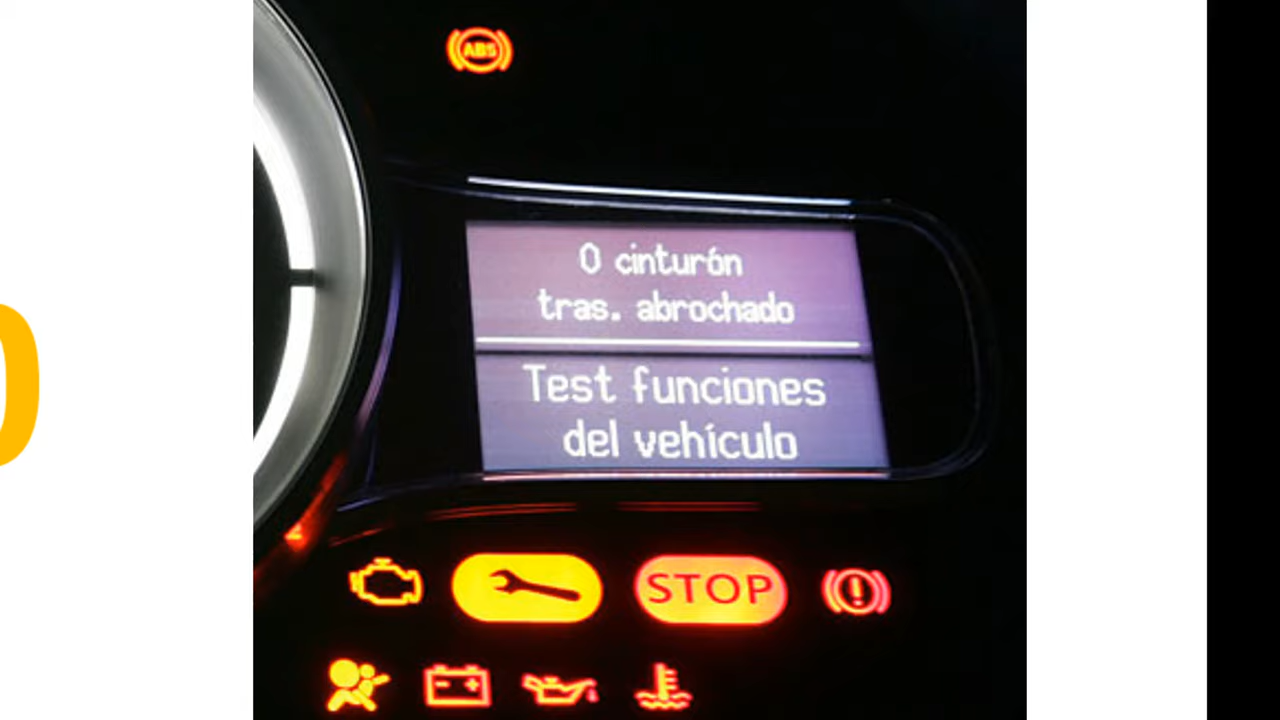 ABS
0 cinturón
tras. abrochado
Test funciones
del vehículo
STOP